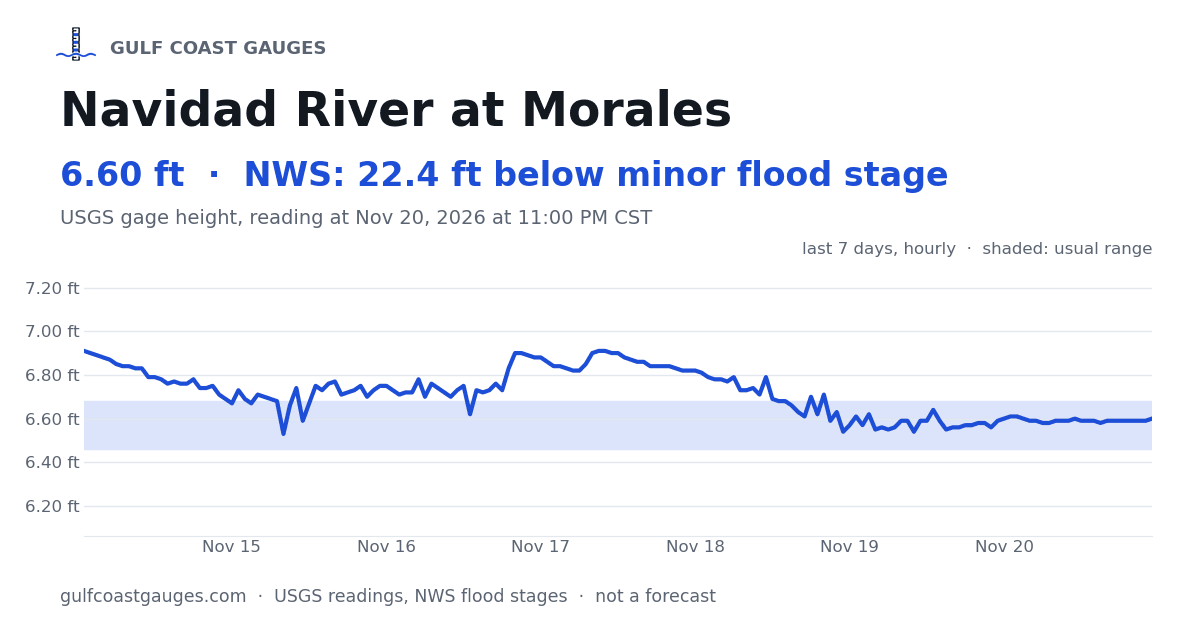 GULF COAST GAUGES
Navidad River at Morales
6.60 ft · NWS: 22.4 ft below minor flood stage
USGS gage height, reading at Nov 20, 2026 at 11:00 PM CST
last 7 days, hourly · shaded: usual range
7.20 ft
7.00 ft
6.80 ft
6.60 ft
6.40 ft
6.20 ft
Nov 15 Nov 16 Nov 17 Nov 18 Nov 19 Nov 20
gulfcoastgauges.com · USGS readings, NWS flood stages · not a forecast